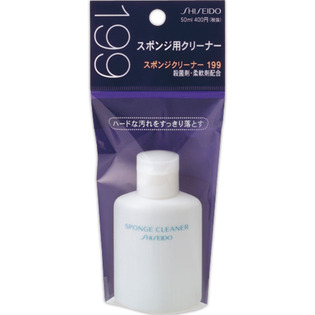 199
SHISEIDO
50ml 400円(税抜)
スポンジ用クリーナー
スポンジクリーナー 199
殺菌剤・柔軟剤配合
ハードな汚れをすっきり落とす
SPONGE CLEANER
SHISEIDO